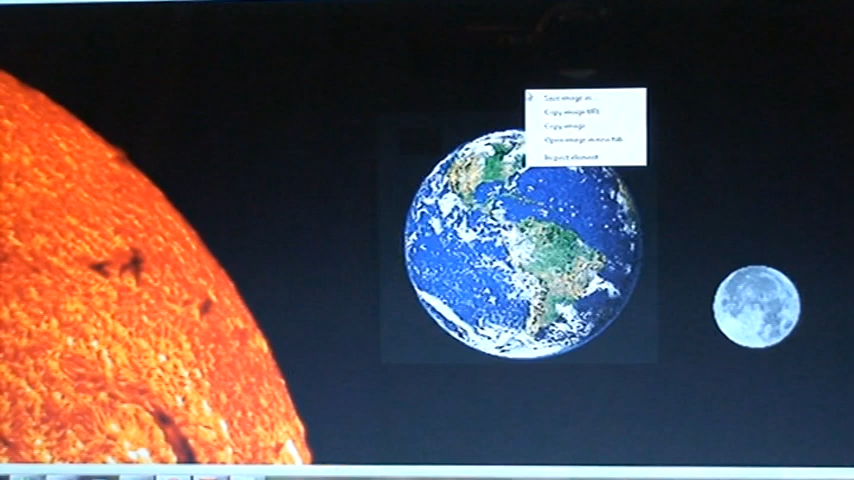 Save image as...
Copy image URL
Copy image
Open image in new tab
Inspect element